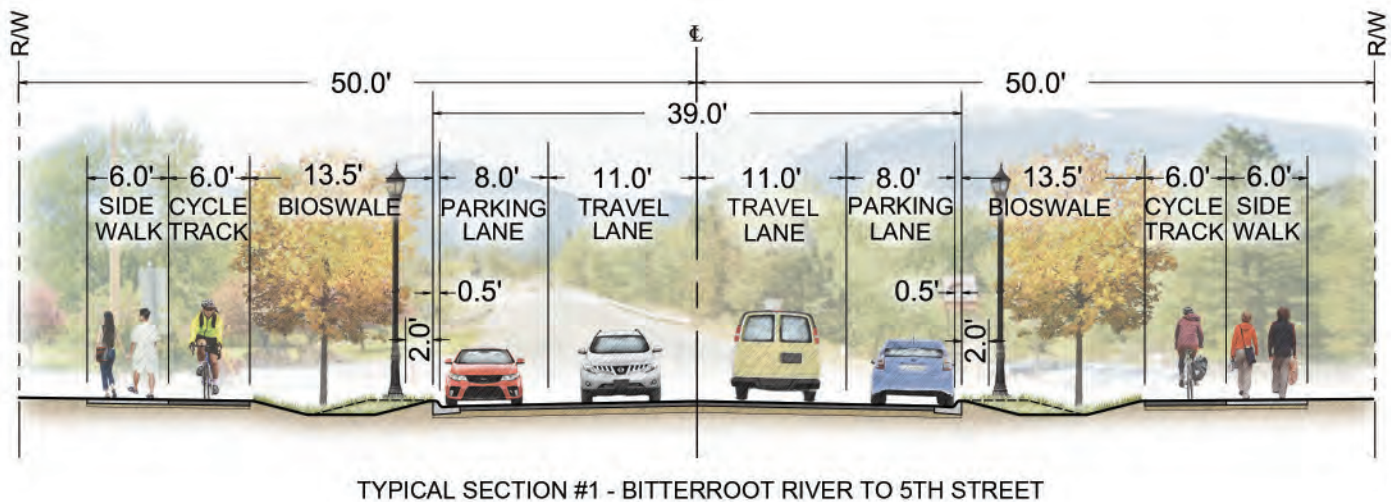 R/W
℄
R/W
50.0'
50.0'
39.0'
6.0'
6.0'
13.5'
8.0'
11.0'
11.0'
8.0'
13.5'
6.0'
6.0'
SIDE
WALK
CYCLE
TRACK
BIOSWALE
PARKING
LANE
TRAVEL
LANE
TRAVEL
LANE
PARKING
LANE
BIOSWALE
CYCLE
TRACK
SIDE
WALK
0.5'
0.5'
2.0'
2.0'
TYPICAL SECTION #1 - BITTERROOT RIVER TO 5TH STREET